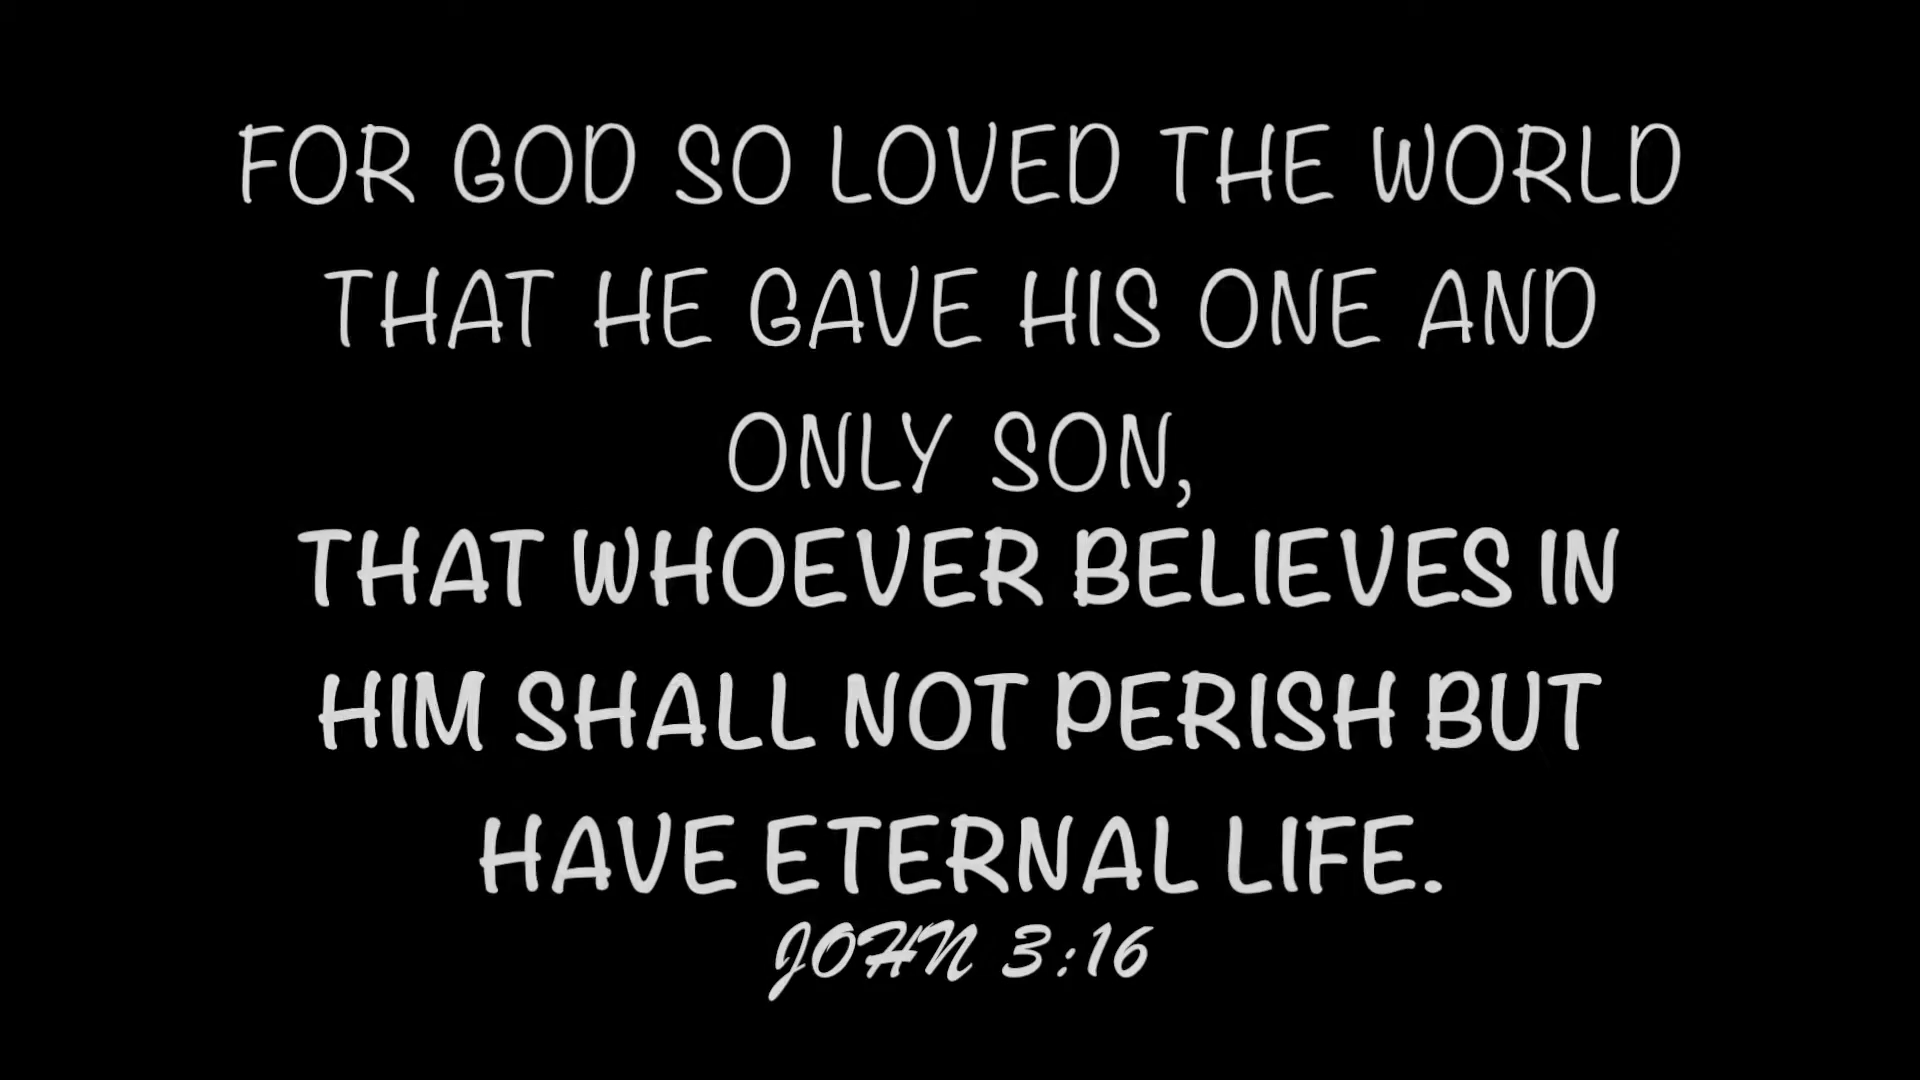 FOR GOD SO LOVED THE WORLD
THAT HE GAVE HIS ONE AND
ONLY SON,
THAT WHOEVER BELIEVES IN
HIM SHALL NOT PERISH BUT
HAVE ETERNAL LIFE.
JOHN 3:16